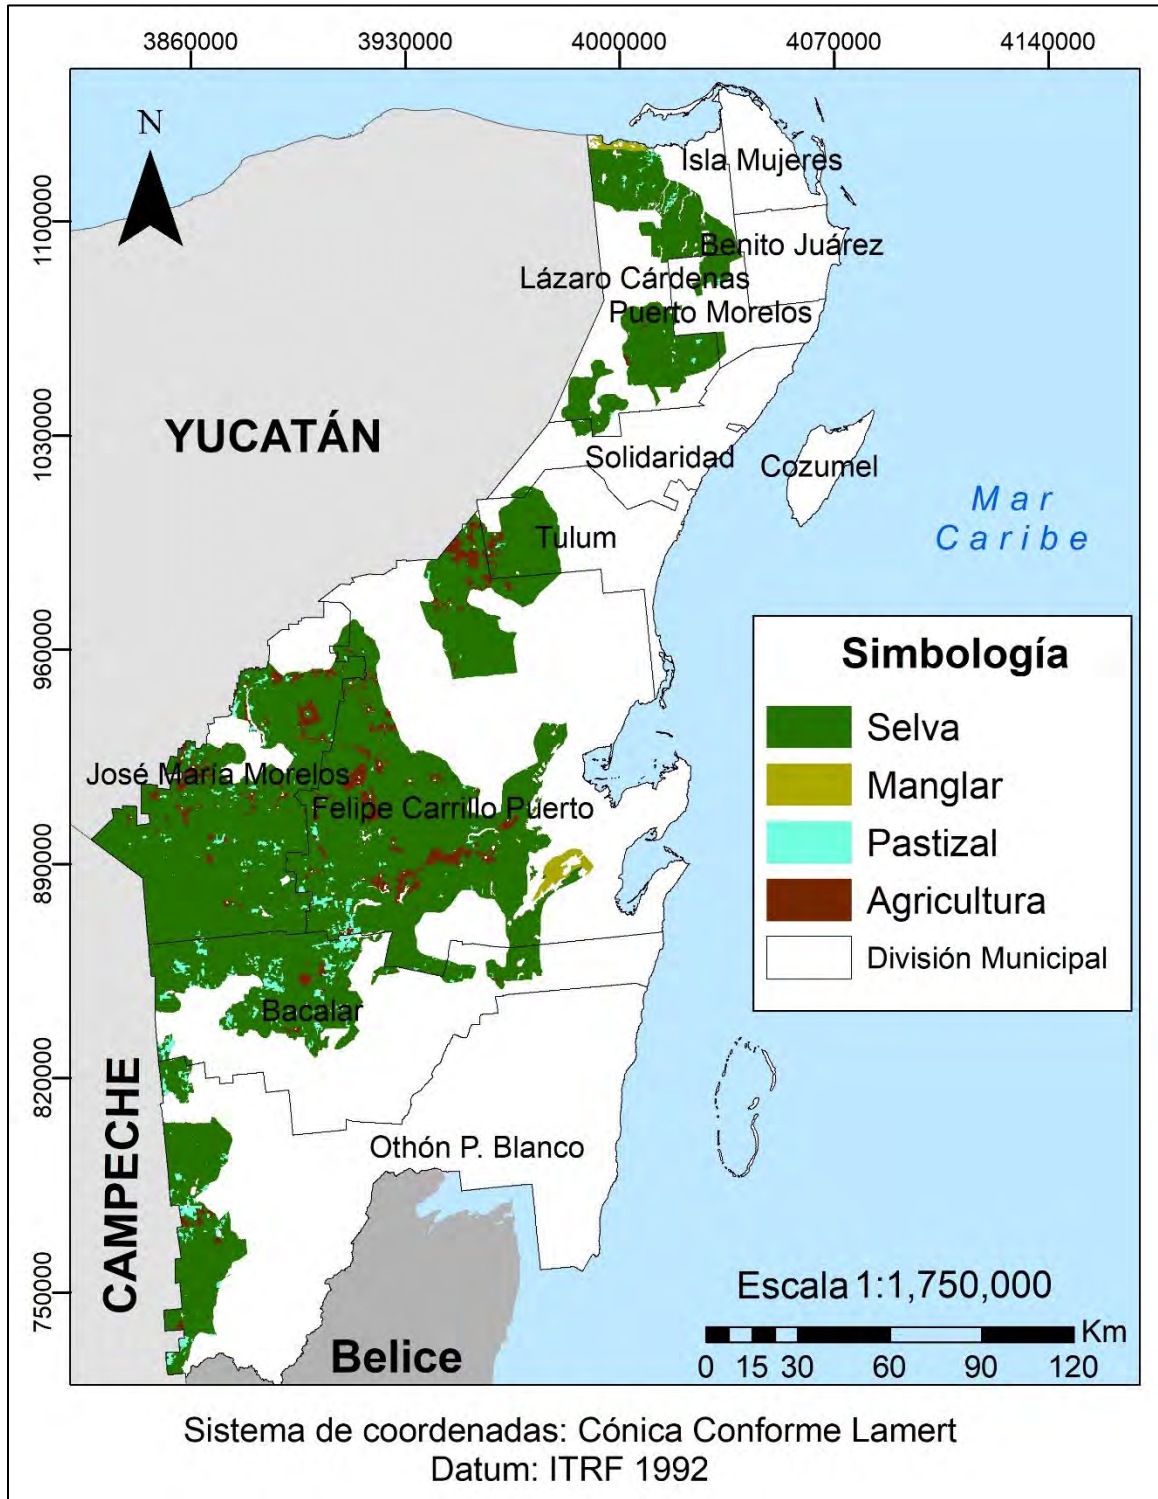 3860000 3930000 4000000 4070000 4140000
N
1100000
1030000
960000
890000
820000
750000
Isla Mujeres
Benito Juárez
Lázaro Cárdenas
Puerto Morelos
YUCATÁN
Solidaridad
Cozumel
Mar
Caribe
Tulum
José María Morelos
Felipe Carrillo Puerto
Bacalar
CAMPECHE
Othón P. Blanco
Belice
Simbología
Selva
Manglar
Pastizal
Agricultura
División Municipal
Escala 1:1,750,000
Km
0 15 30 60 90 120
Sistema de coordenadas: Cónica Conforme Lamert
Datum: ITRF 1992